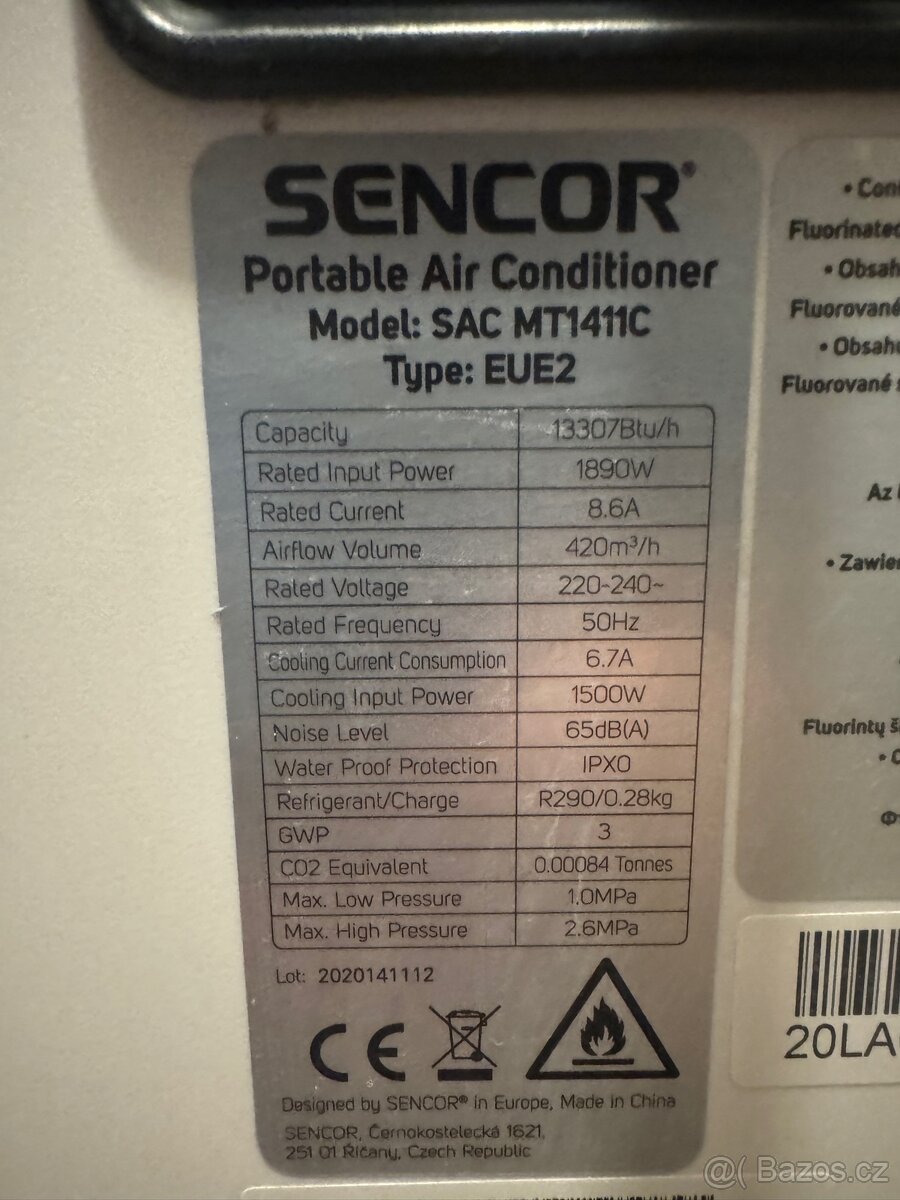 SENCOR®
Portable Air Conditioner
Model: SAC MT1411C
Type: EUE2
Capacity 13307Btu/h
Rated Input Power 1890W
Rated Current 8.6A
Airflow Volume 420m³/h
Rated Voltage 220-240~
Rated Frequency 50Hz
Cooling Current Consumption 6.7A
Cooling Input Power 1500W
Noise Level 65dB(A)
Water Proof Protection IPX0
Refrigerant/Charge R290/0.28kg
GWP 3
CO2 Equivalent 0.00084 Tonnes
Max. Low Pressure 1.0MPa
Max. High Pressure 2.6MPa
Lot: 2020141112
CE
Designed by SENCOR® in Europe, Made in China
SENCOR, Černokostelecká 1621,
251 01 Říčany, Czech Republic
• Con
Fluorinated
• Obsah
Fluorované
• Obsahu
Fluorované
Az
• Zawier
Fluorintų
20LA
@( Bazos.cz